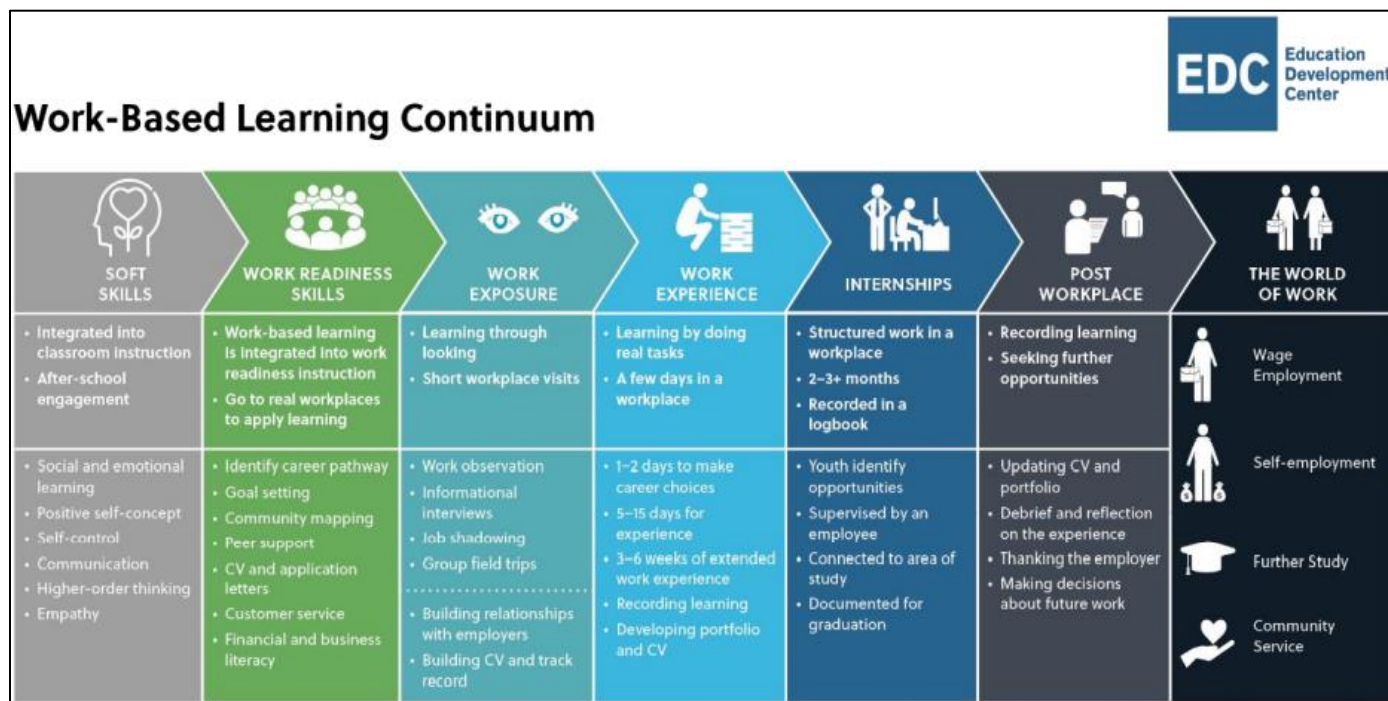 EDC
Education
Development
Center
Work-Based Learning Continuum
SOFT
SKILLS
WORK READINESS
SKILLS
WORK
EXPOSURE
WORK
EXPERIENCE
INTERNSHIPS
POST
WORKPLACE
THE WORLD
OF WORK
• Integrated into
classroom instruction
• After-school
engagement
• Work-based learning
is integrated into work
readiness instruction
• Go to real workplaces
to apply learning
• Learning through
looking
• Short workplace visits
• Learning by doing
real tasks
• A few days in a
workplace
• Structured work in a
workplace
• 2–3+ months
• Recorded in a
logbook
• Recording learning
• Seeking further
opportunities
Wage
Employment
• Social and emotional
learning
• Positive self-concept
• Self-control
• Communication
• Higher-order thinking
• Empathy
• Identify career pathway
• Goal setting
• Community mapping
• Peer support
• CV and application
letters
• Customer service
• Financial and business
literacy
• Work observation
• Informational
interviews
• Job shadowing
• Group field trips
• Building relationships
with employers
• Building CV and track
record
• 1–2 days to make
career choices
• 5–15 days for
experience
• 3–6 weeks of extended
work experience
• Recording learning
• Developing portfolio
and CV
• Youth identify
opportunities
• Supervised by an
employee
• Connected to area of
study
• Documented for
graduation
• Updating CV and
portfolio
• Debrief and reflection
on the experience
• Thanking the employer
• Making decisions
about future work
Self-employment
Further Study
Community
Service